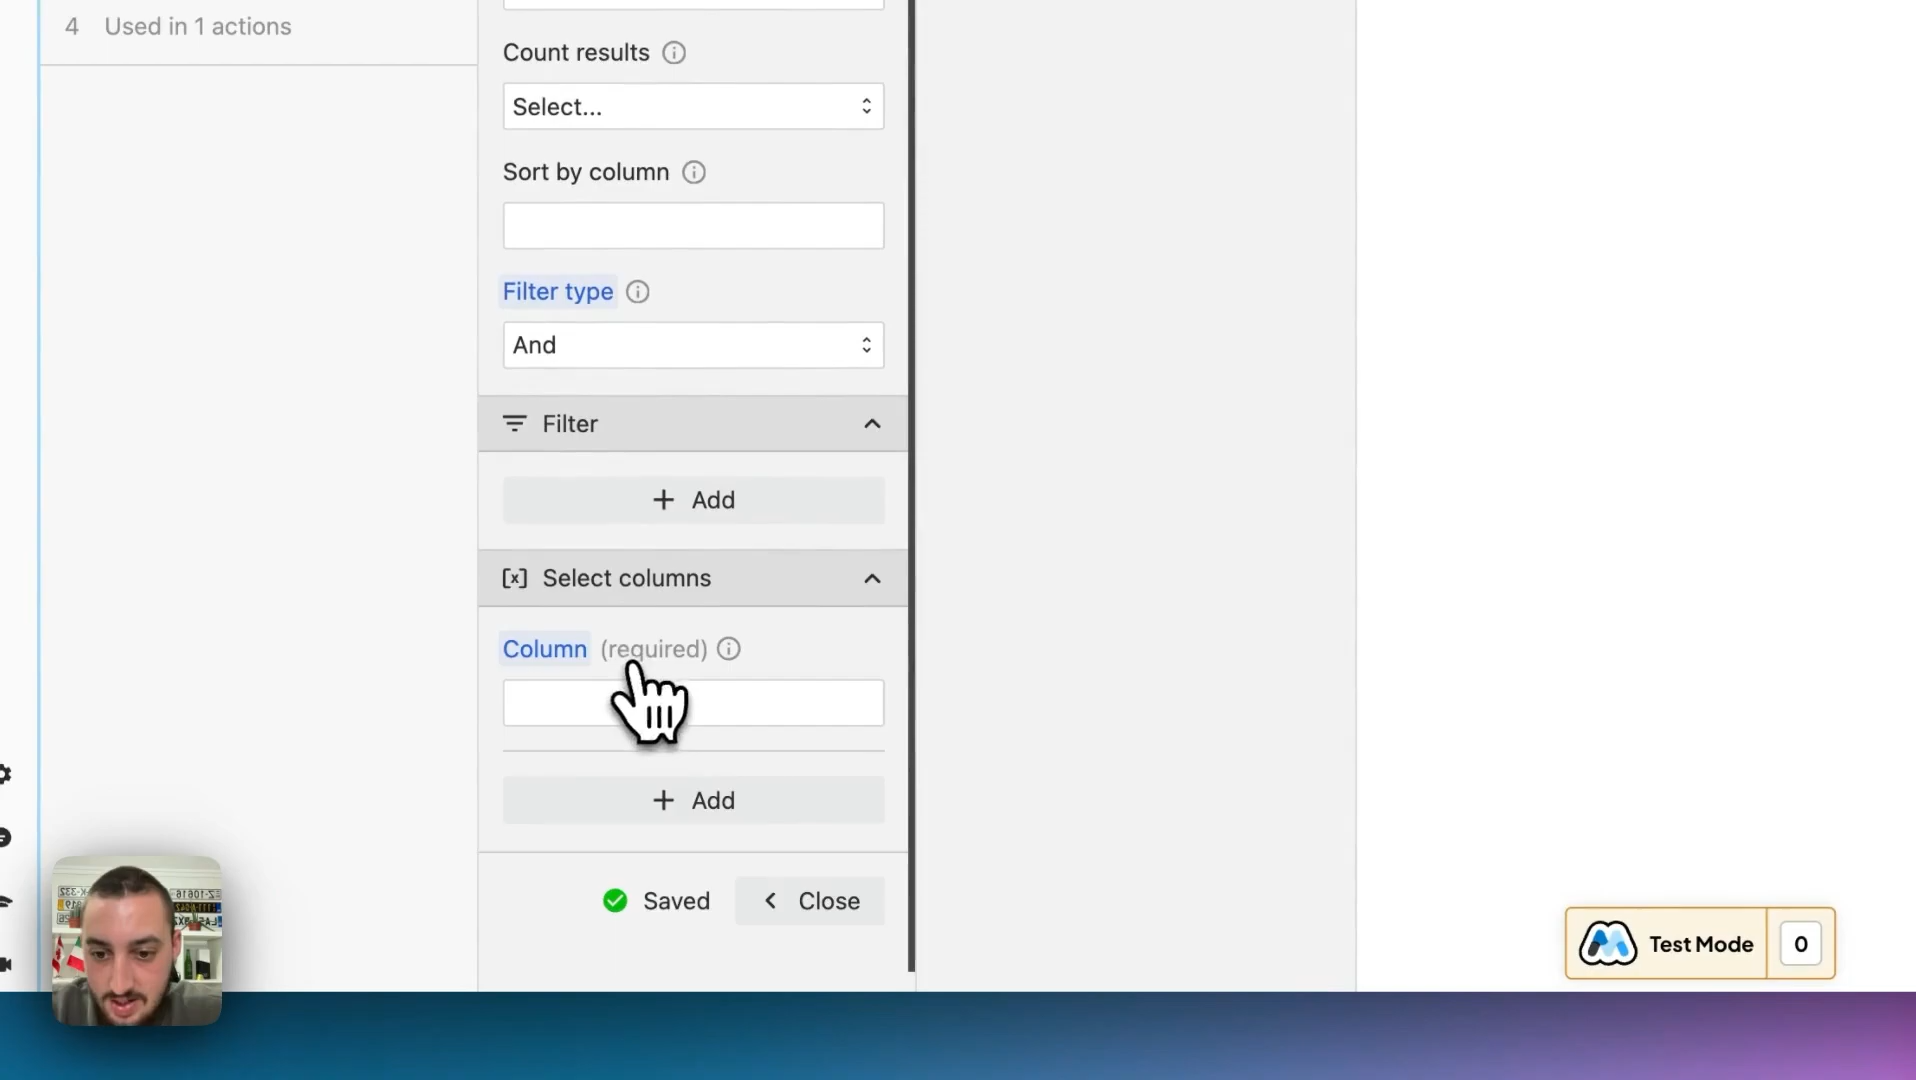 4 Used in 1 actions
Count results
Select...
Sort by column
Filter type
And
Filter
+ Add
[x] Select columns
Column (required)
+ Add
Saved
Close
Test Mode 0